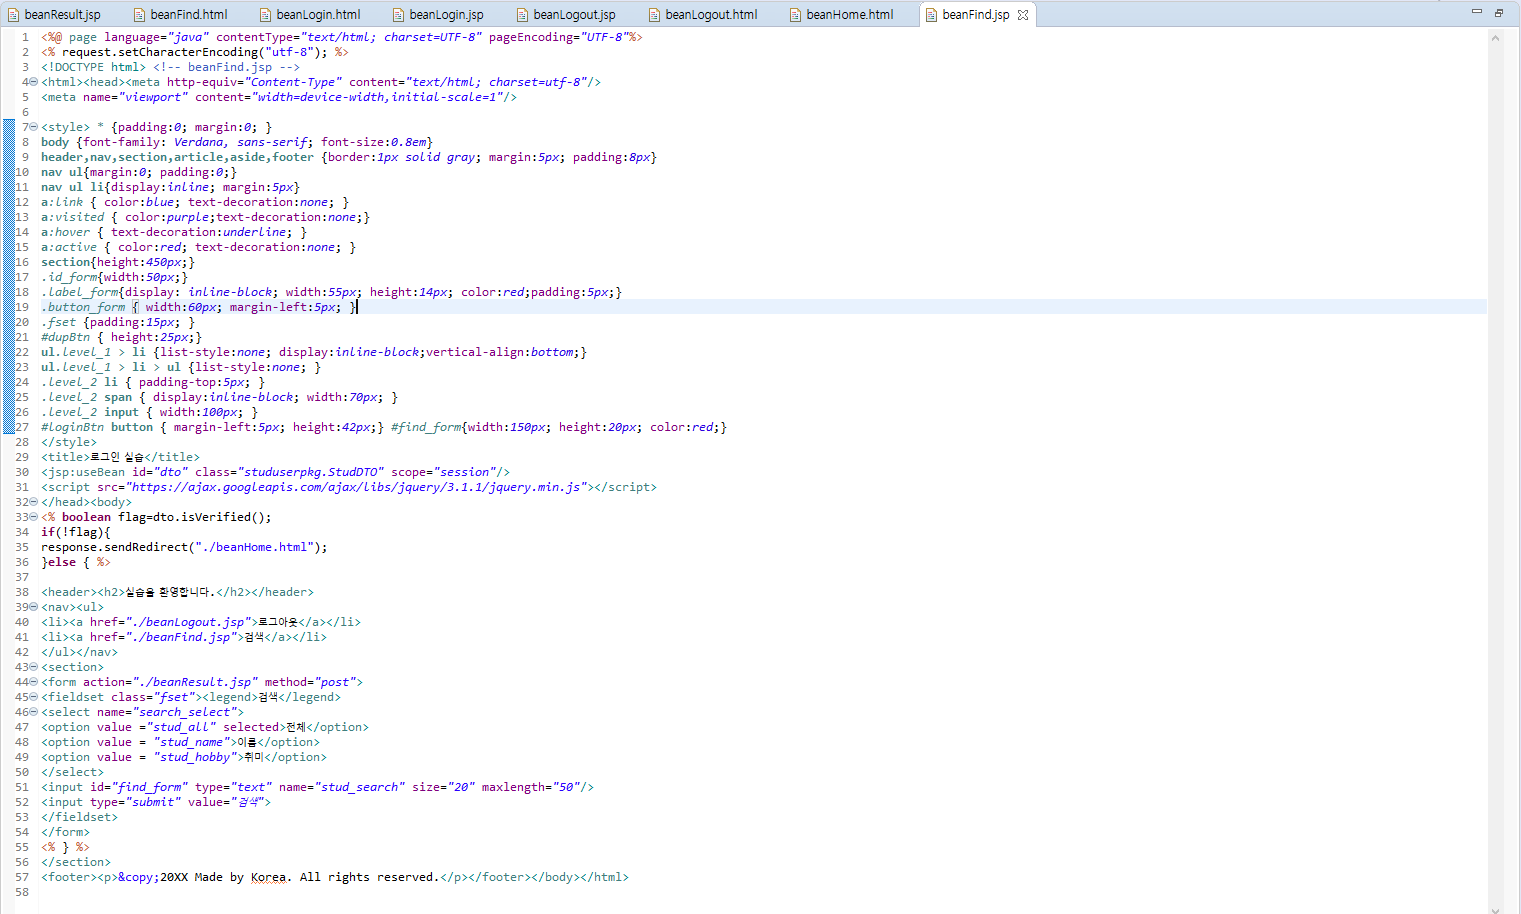 beanResult.jsp beanFind.html beanLogin.html beanLogin.jsp beanLogout.jsp beanLogout.html beanHome.html beanFind.jsp
1 <%@ page language="java" contentType="text/html; charset=UTF-8" pageEncoding="UTF-8"%>
2 <% request.setCharacterEncoding("utf-8"); %>
3 <!DOCTYPE html> <!-- beanFind.jsp -->
4 <html><head><meta http-equiv="Content-Type" content="text/html; charset=utf-8"/>
5 <meta name="viewport" content="width=device-width,initial-scale=1"/>
6
7 <style> * {padding:0; margin:0; }
8 body {font-family: Verdana, sans-serif; font-size:0.8em}
9 header,nav,section,article,aside,footer {border:1px solid gray; margin:5px; padding:8px}
10 nav ul{margin:0; padding:0;}
11 nav ul li{display:inline; margin:5px}
12 a:link { color:blue; text-decoration:none; }
13 a:visited { color:purple;text-decoration:none;}
14 a:hover { text-decoration:underline; }
15 a:active { color:red; text-decoration:none; }
16 section{height:450px;}
17 .id_form{width:50px;}
18 .label_form{display: inline-block; width:55px; height:14px; color:red;padding:5px;}
19 .button_form { width:60px; margin-left:5px; }
20 .fset {padding:15px; }
21 #dupBtn { height:25px;}
22 ul.level_1 > li {list-style:none; display:inline-block;vertical-align:bottom;}
23 ul.level_1 > li > ul {list-style:none; }
24 .level_2 li { padding-top:5px; }
25 .level_2 span { display:inline-block; width:70px; }
26 .level_2 input { width:100px; }
27 #loginBtn button { margin-left:5px; height:42px;} #find_form{width:150px; height:20px; color:red;}
28 </style>
29 <title>로그인 실습</title>
30 <jsp:useBean id="dto" class="studuserpkg.StudDTO" scope="session"/>
31 <script src="https://ajax.googleapis.com/ajax/libs/jquery/3.1.1/jquery.min.js"></script>
32 </head><body>
33 <% boolean flag=dto.isVerified();
34 if(!flag){
35 response.sendRedirect("./beanHome.html");
36 }else { %>
37
38 <header><h2>실습을 환영합니다.</h2></header>
39 <nav><ul>
40 <li><a href="./beanLogout.jsp">로그아웃</a></li>
41 <li><a href="./beanFind.jsp">검색</a></li>
42 </ul></nav>
43 <section>
44 <form action="./beanResult.jsp" method="post">
45 <fieldset class="fset"><legend>검색</legend>
46 <select name="search_select">
47 <option value ="stud_all" selected>전체</option>
48 <option value = "stud_name">이름</option>
49 <option value = "stud_hobby">취미</option>
50 </select>
51 <input id="find_form" type="text" name="stud_search" size="20" maxlength="50"/>
52 <input type="submit" value="검색">
53 </fieldset>
54 </form>
55 <% } %>
56 </section>
57 <footer><p>&copy;20XX Made by Korea. All rights reserved.</p></footer></body></html>
58